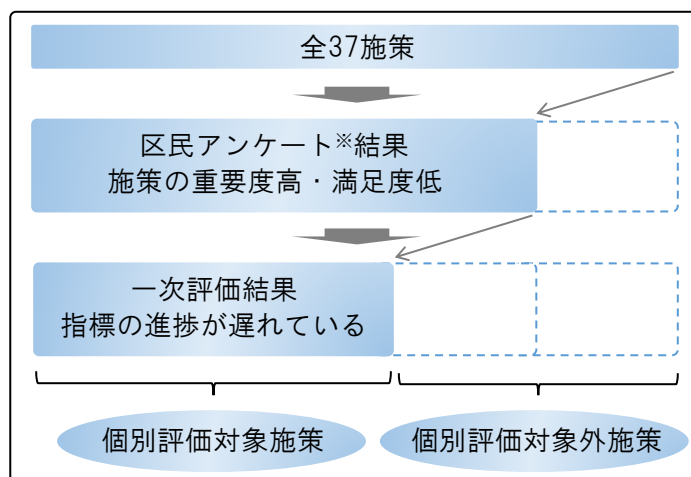 全37施策
区民アンケート※結果
施策の重要度高・満足度低
一次評価結果
指標の進捗が遅れている
個別評価対象施策
個別評価対象外施策